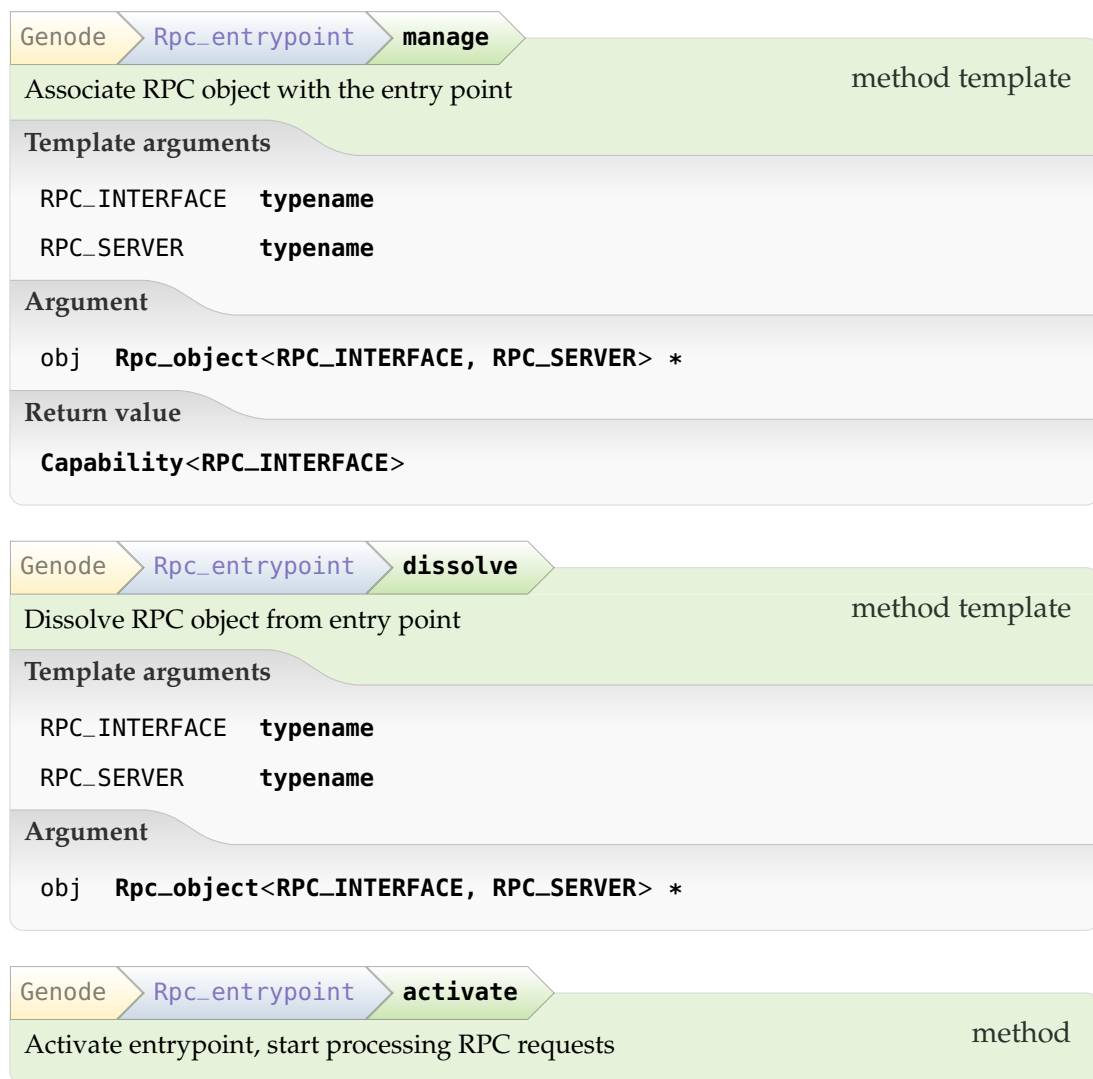 Genode Rpc_entrypoint manage
Associate RPC object with the entry point method template
Template arguments
RPC_INTERFACE typename
RPC_SERVER typename
Argument
obj Rpc_object<RPC_INTERFACE, RPC_SERVER> *
Return value
Capability<RPC_INTERFACE>
Genode Rpc_entrypoint dissolve
Dissolve RPC object from entry point method template
Template arguments
RPC_INTERFACE typename
RPC_SERVER typename
Argument
obj Rpc_object<RPC_INTERFACE, RPC_SERVER> *
Genode Rpc_entrypoint activate
Activate entrypoint, start processing RPC requests method